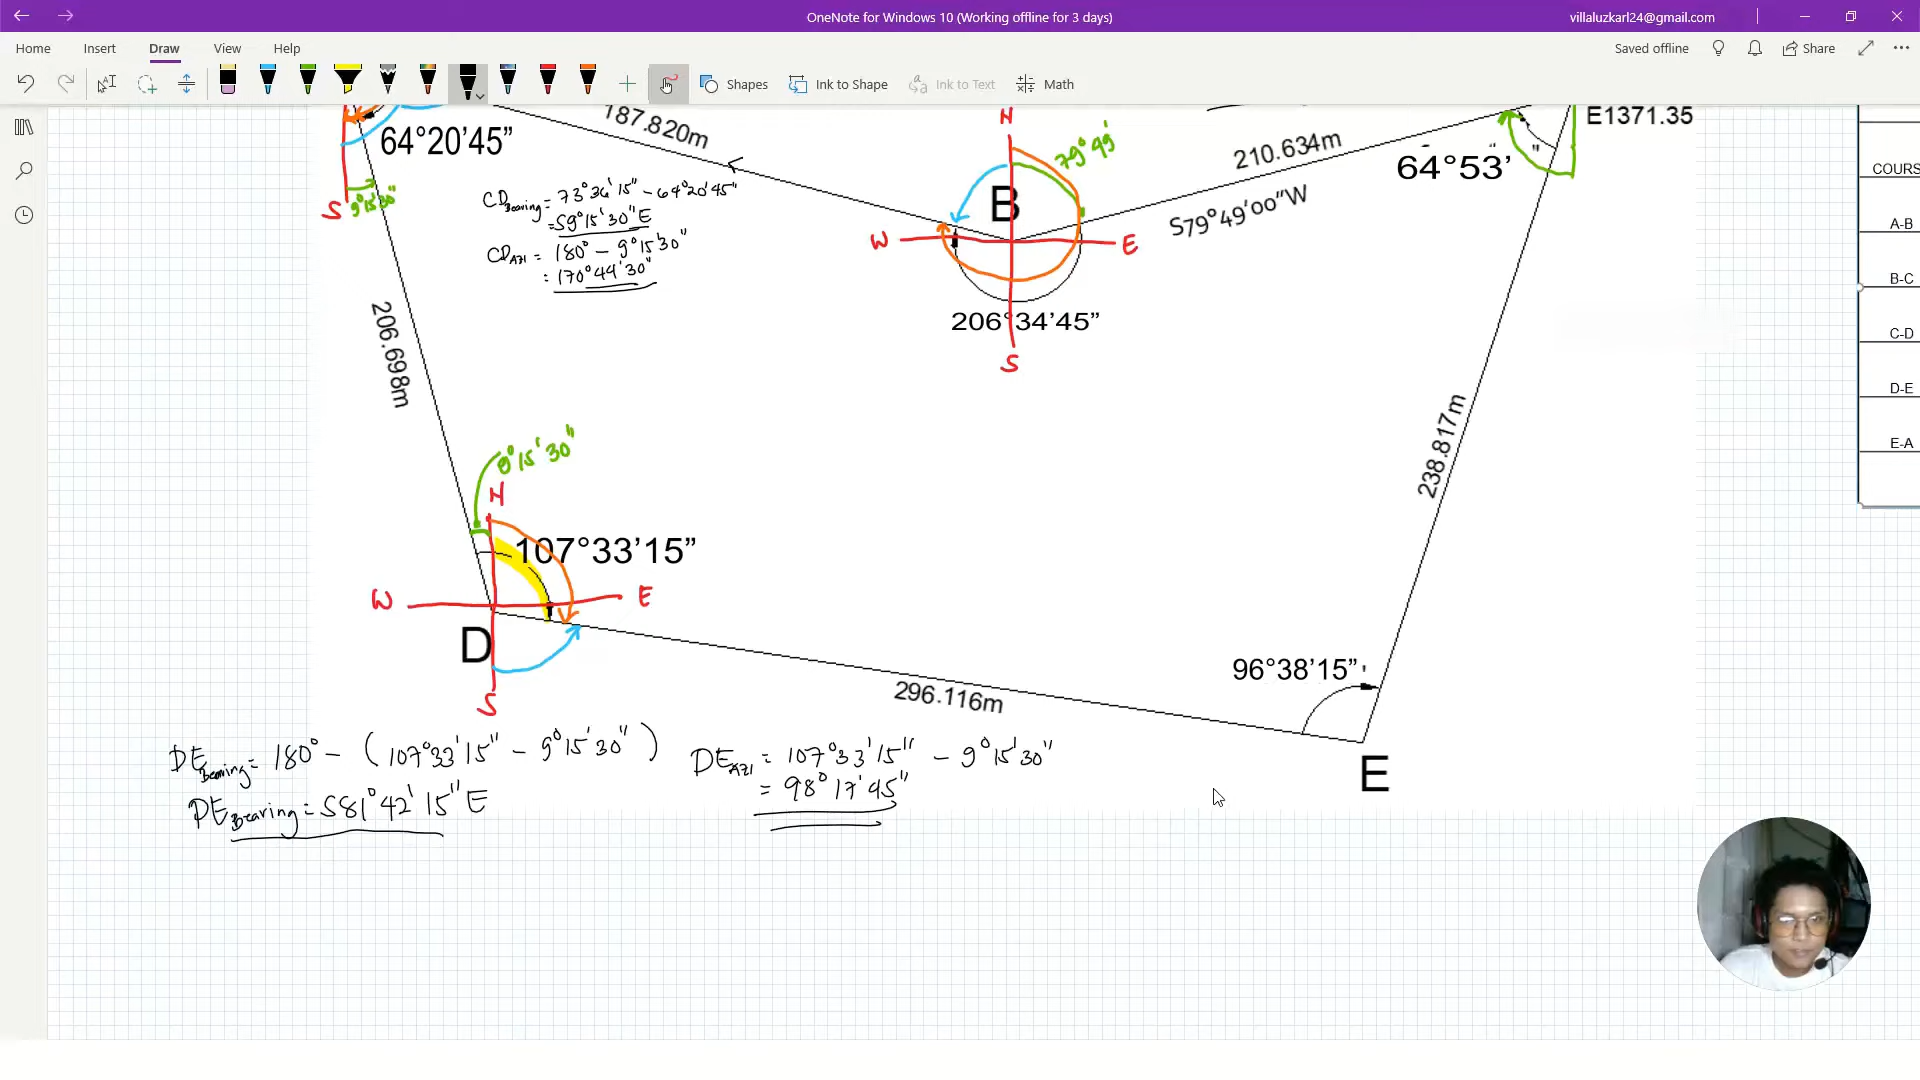 OneNote for Windows 10 (Working offline for 3 days)
villaluzkarl24@gmail.com
Home Insert Draw View Help
Saved offline
Share
Shapes
Ink to Shape
Ink to Text
Math
64°20'45"
187.820m
N
79°49'
210.634m
E1371.35
64°53'
S
9°15'30"
CD Bearing = 73°36'15" - 64°20'45"
= S9°15'30"E
CD AZI = 180° - 9°15'30"
= 170°44'30"
B
W
E
S79°49'00"W
206°34'45"
S
COURS
A-B
B-C
C-D
D-E
E-A
206.698m
238.817m
9°15'30"
N
107°33'15"
W
E
D
S
296.116m
96°38'15"
E
DE Bearing = 180° - (107°33'15" - 9°15'30")
DE Bearing = S81°42'15"E
DE AZI = 107°33'15" - 9°15'30"
= 98°17'45"